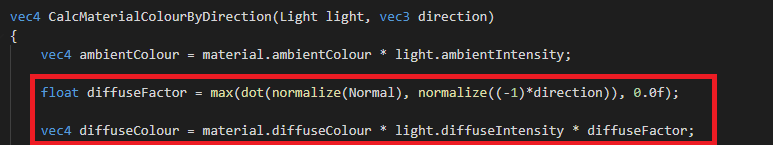 vec4 CalcMaterialColourByDirection(Light light, vec3 direction)
{
vec4 ambientColour = material.ambientColour * light.ambientIntensity;
float diffuseFactor = max(dot(normalize(Normal), normalize((-1)*direction)), 0.0f);
vec4 diffuseColour = material.diffuseColour * light.diffuseIntensity * diffuseFactor;